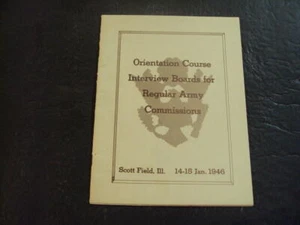 Orientation Course
Interview Boards for
Regular Army
Commissions
Scott Field, Ill. 14-18 Jan. 1946